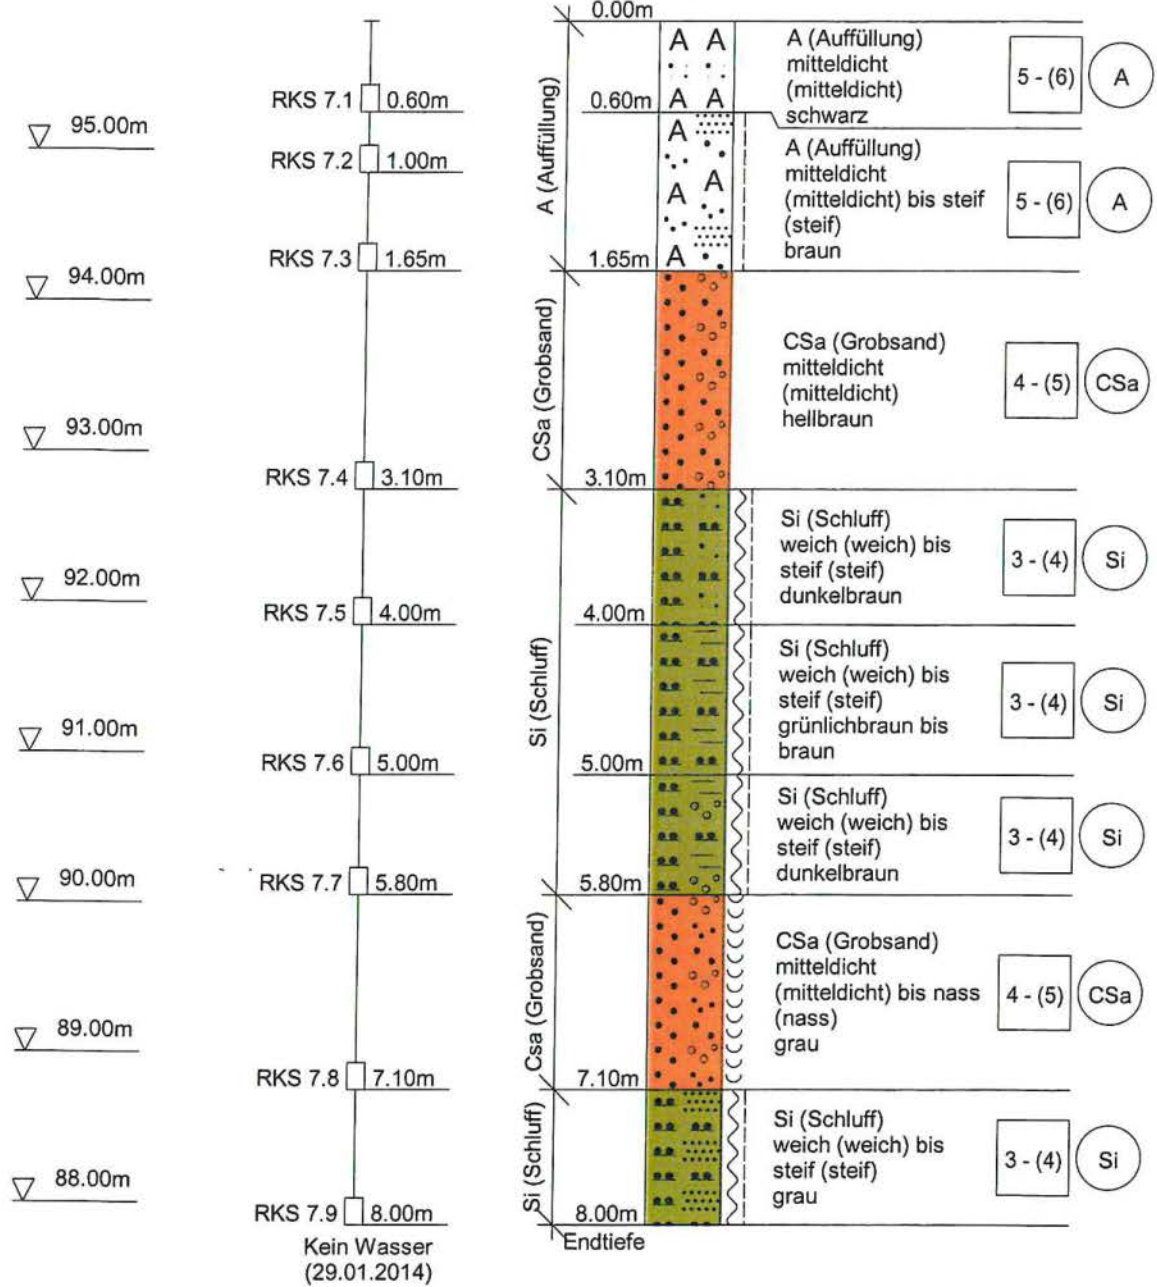 95.00m
94.00m
93.00m
92.00m
91.00m
90.00m
89.00m
88.00m
RKS 7.1 0.60m
RKS 7.2 1.00m
RKS 7.3 1.65m
RKS 7.4 3.10m
RKS 7.5 4.00m
RKS 7.6 5.00m
RKS 7.7 5.80m
RKS 7.8 7.10m
RKS 7.9 8.00m
Kein Wasser
(29.01.2014)
A (Auffüllung)
CSa (Grobsand)
Si (Schluff)
Csa (Grobsand)
Si (Schluff)
0.00m
0.60m
1.65m
3.10m
4.00m
5.00m
5.80m
7.10m
8.00m
Endtiefe
A A
A A
A
A A
A
A (Auffüllung)
mitteldicht
(mitteldicht)
schwarz
5 - (6) A
A (Auffüllung)
mitteldicht
(mitteldicht) bis steif
(steif)
braun
5 - (6) A
CSa (Grobsand)
mitteldicht
(mitteldicht)
hellbraun
4 - (5) CSa
Si (Schluff)
weich (weich) bis
steif (steif)
dunkelbraun
3 - (4) Si
Si (Schluff)
weich (weich) bis
steif (steif)
grünlichbraun bis
braun
3 - (4) Si
Si (Schluff)
weich (weich) bis
steif (steif)
dunkelbraun
3 - (4) Si
CSa (Grobsand)
mitteldicht
(mitteldicht) bis nass
(nass)
grau
4 - (5) CSa
Si (Schluff)
weich (weich) bis
steif (steif)
grau
3 - (4) Si